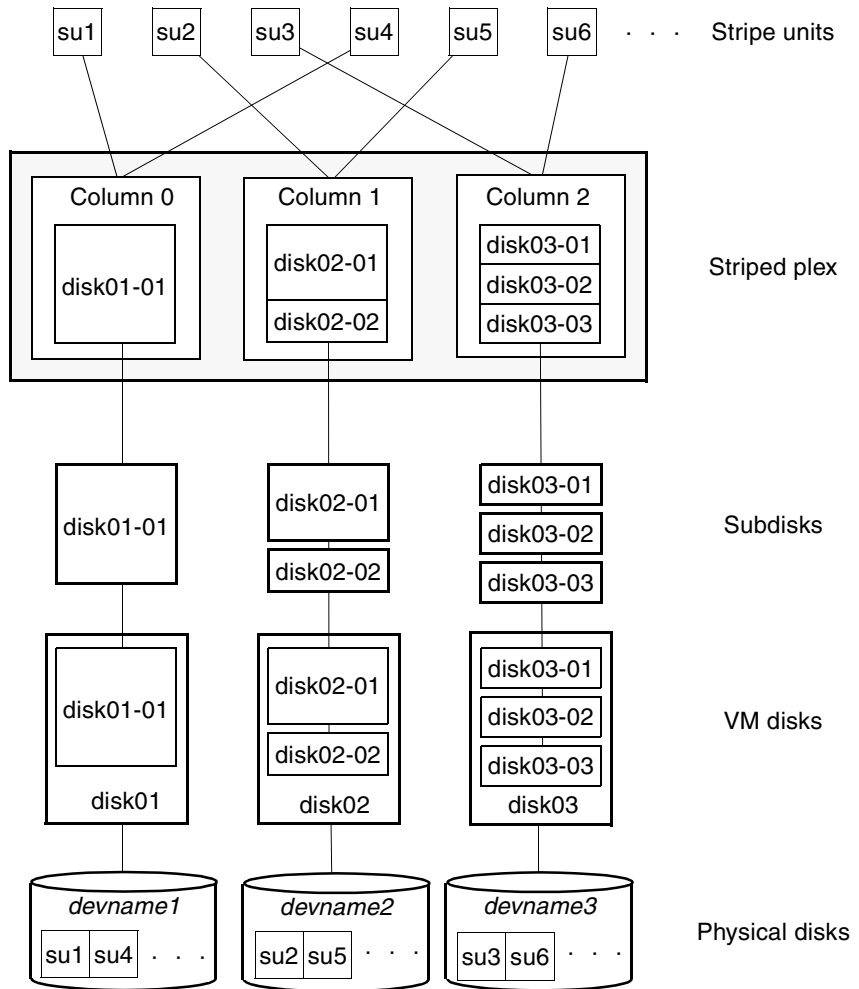 su1 su2 su3 su4 su5 su6 . . . Stripe units
Column 0 Column 1 Column 2
disk01-01
disk02-01
disk02-02
disk03-01
disk03-02
disk03-03
Striped plex
disk01-01
disk02-01
disk02-02
disk03-01
disk03-02
disk03-03
Subdisks
disk01-01
disk02-01
disk02-02
disk03-01
disk03-02
disk03-03
VM disks
disk01 disk02 disk03
devname1 devname2 devname3
su1 su4 . . . su2 su5 . . . su3 su6 . . .
Physical disks